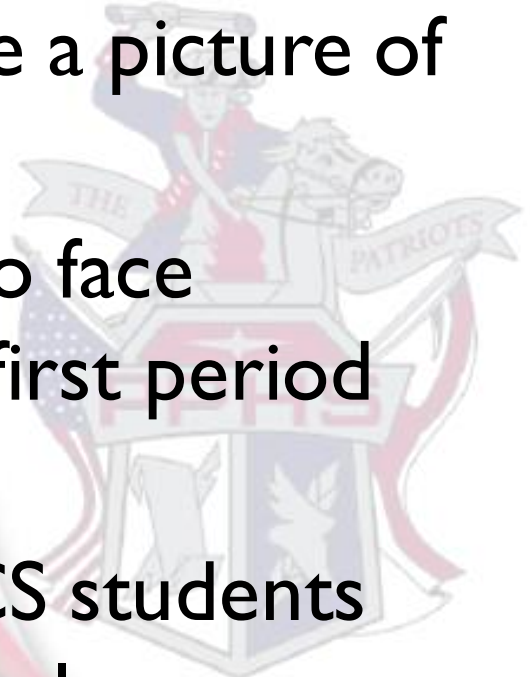 e a picture of
THE
PATRIOTS
o face
first period
FPHS
CS students